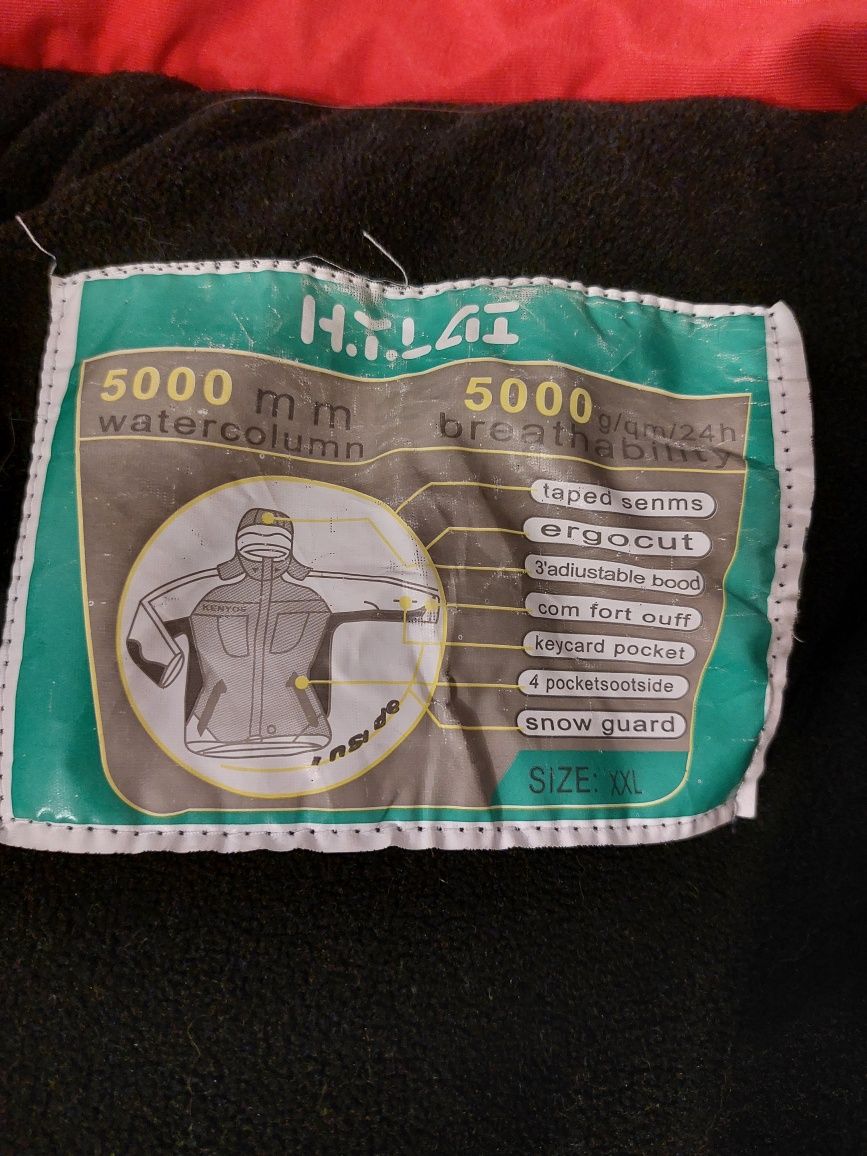 H.T.LAI
5000 mm
watercolumn
5000 g/qm/24h
breathability
taped senms
ergocut
3'adiustable bood
com fort ouff
keycard pocket
4 pocketsootside
snow guard
KENYOS
Inside
SIZE: XXL